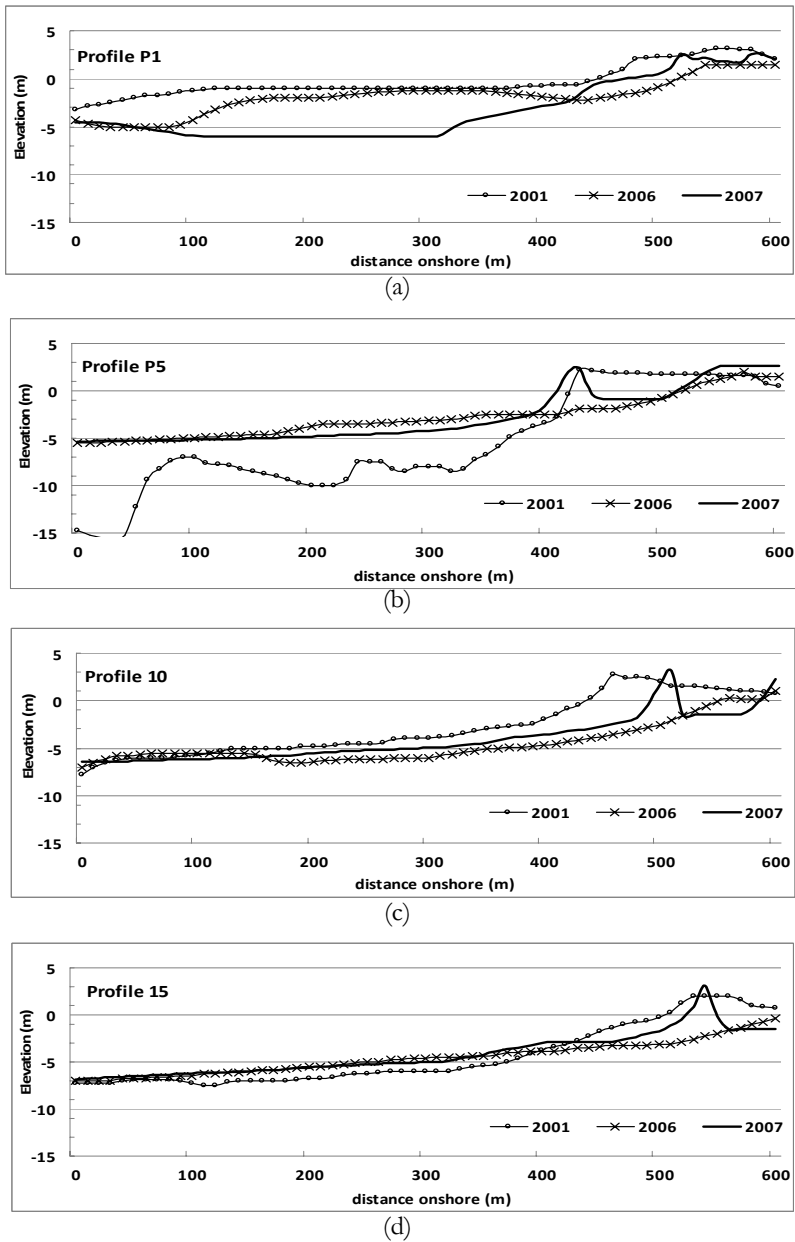 Profile P1
Elevation (m)
5
0
-5
-10
-15
2001 2006 2007
0 100 200 300 400 500 600
distance onshore (m)
(a)
Profile P5
Elevation (m)
5
0
-5
-10
-15
2001 2006 2007
0 100 200 300 400 500 600
distance onshore (m)
(b)
Profile 10
Elevation (m)
5
0
-5
-10
-15
2001 2006 2007
0 100 200 300 400 500 600
distance onshore (m)
(c)
Profile 15
Elevation (m)
5
0
-5
-10
-15
2001 2006 2007
0 100 200 300 400 500 600
distance onshore (m)
(d)